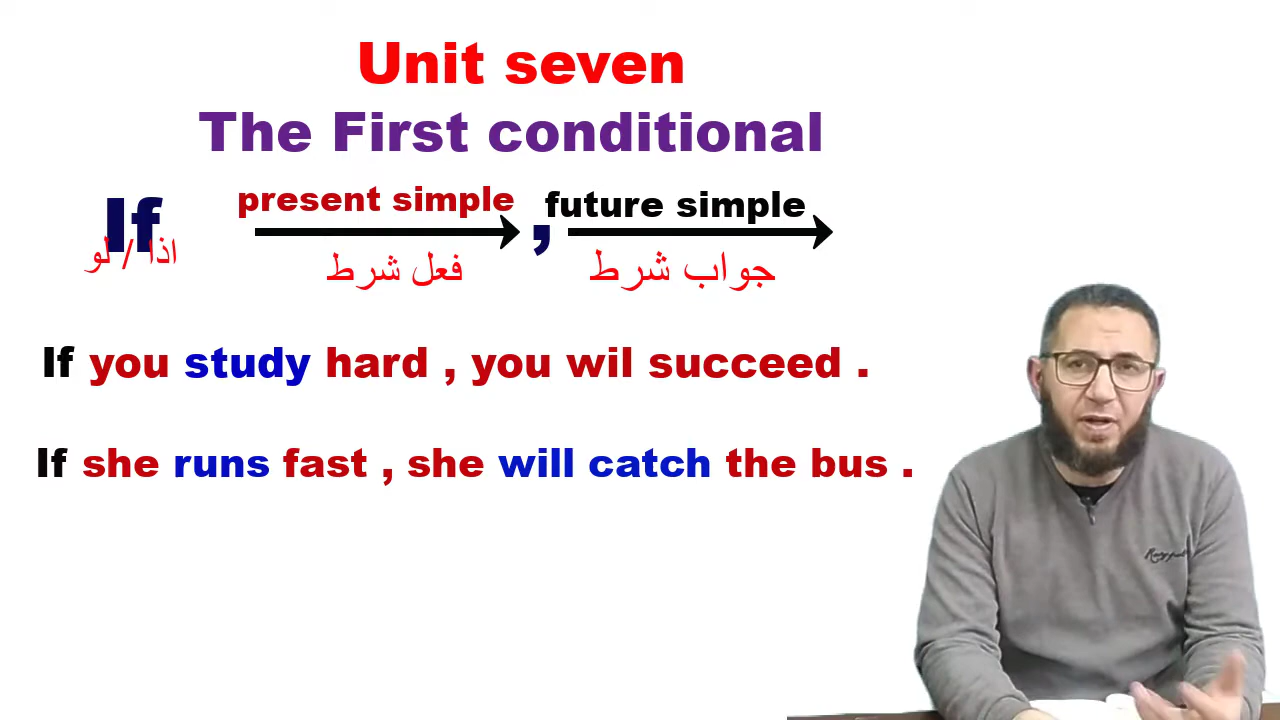 Unit seven
The First conditional
If present simple , future simple
اذا / لو فعل شرط جواب شرط
If you study hard , you wil succeed .
If she runs fast , she will catch the bus .